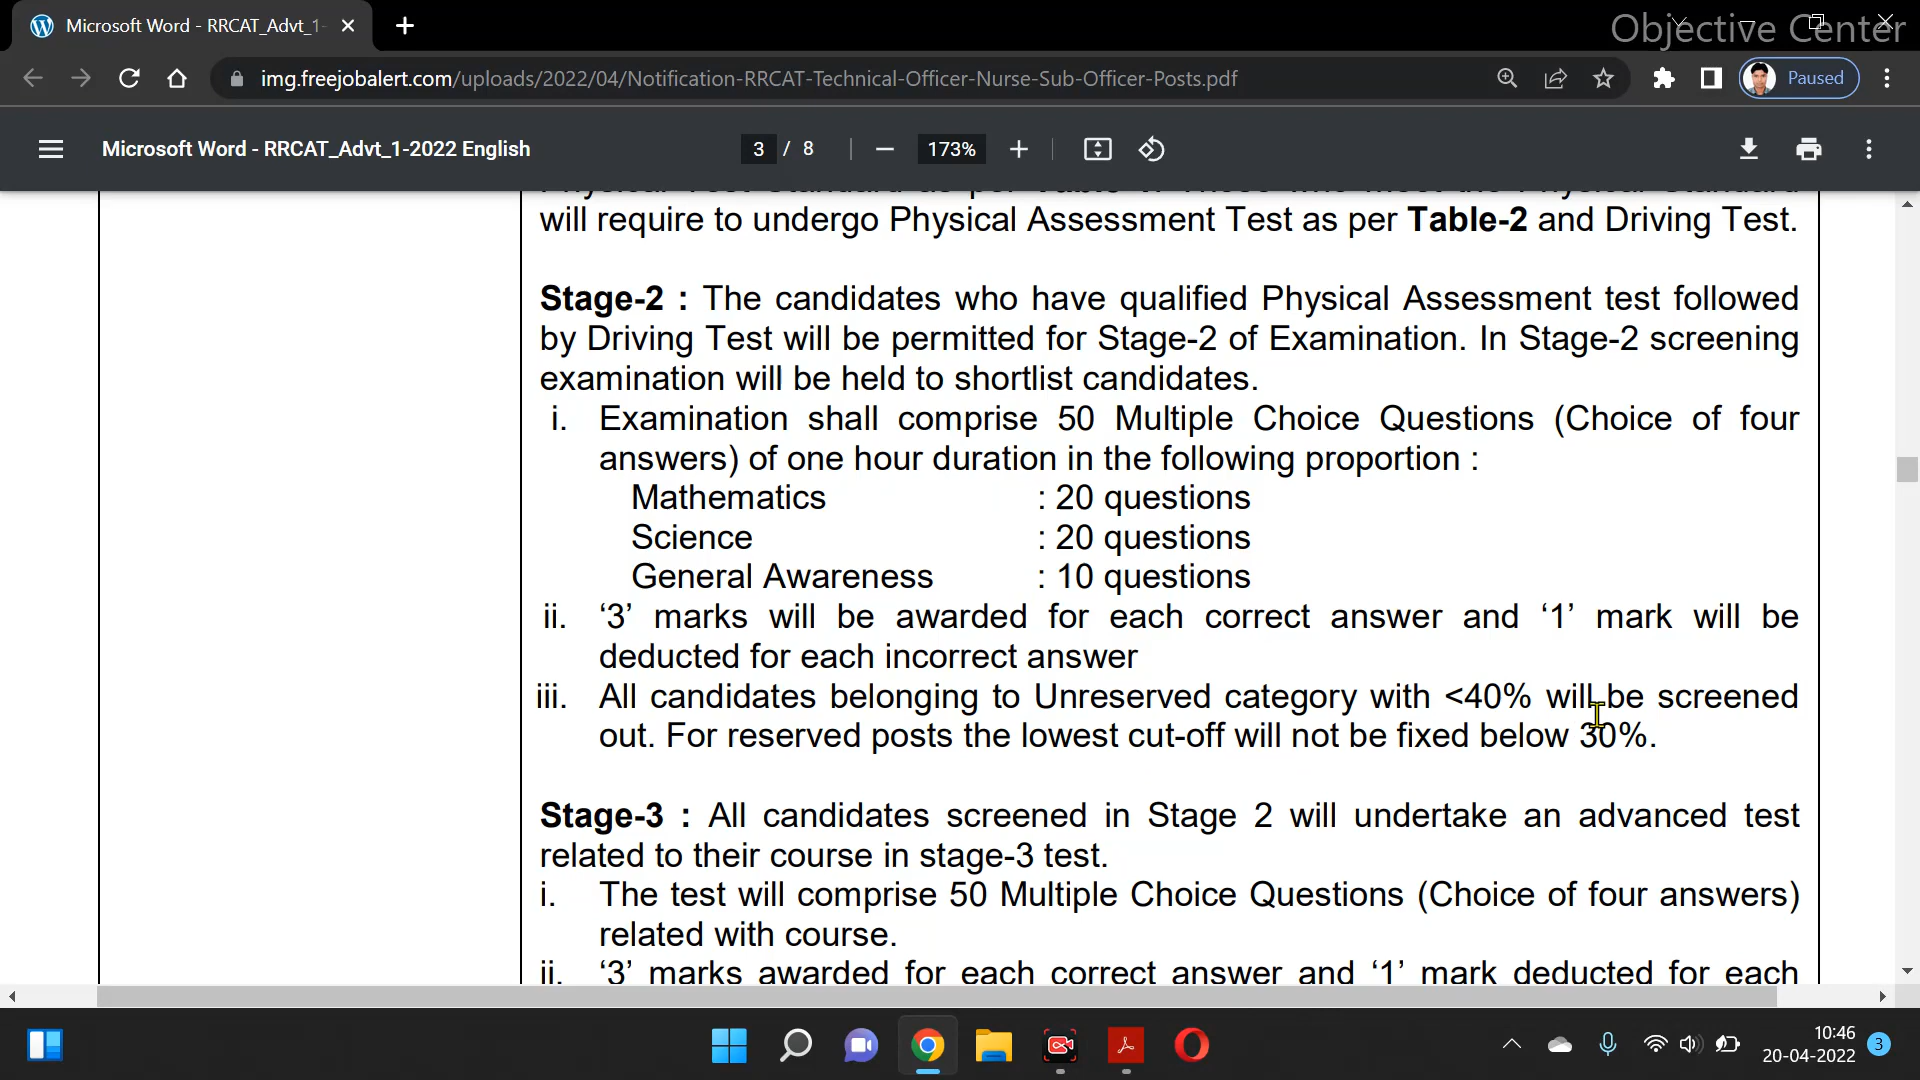 Microsoft Word - RRCAT_Advt_1-
Objective Center
img.freejobalert.com/uploads/2022/04/Notification-RRCAT-Technical-Officer-Nurse-Sub-Officer-Posts.pdf
Paused
Microsoft Word - RRCAT_Advt_1-2022 English
3 / 8
173%
will require to undergo Physical Assessment Test as per Table-2 and Driving Test.
Stage-2 : The candidates who have qualified Physical Assessment test followed
by Driving Test will be permitted for Stage-2 of Examination. In Stage-2 screening
examination will be held to shortlist candidates.
i. Examination shall comprise 50 Multiple Choice Questions (Choice of four
answers) of one hour duration in the following proportion :
Mathematics : 20 questions
Science : 20 questions
General Awareness : 10 questions
ii. ‘3’ marks will be awarded for each correct answer and ‘1’ mark will be
deducted for each incorrect answer
iii. All candidates belonging to Unreserved category with <40% will be screened
out. For reserved posts the lowest cut-off will not be fixed below 30%.
Stage-3 : All candidates screened in Stage 2 will undertake an advanced test
related to their course in stage-3 test.
i. The test will comprise 50 Multiple Choice Questions (Choice of four answers)
related with course.
ii. ‘3’ marks awarded for each correct answer and ‘1’ mark deducted for each
10:46
20-04-2022
3